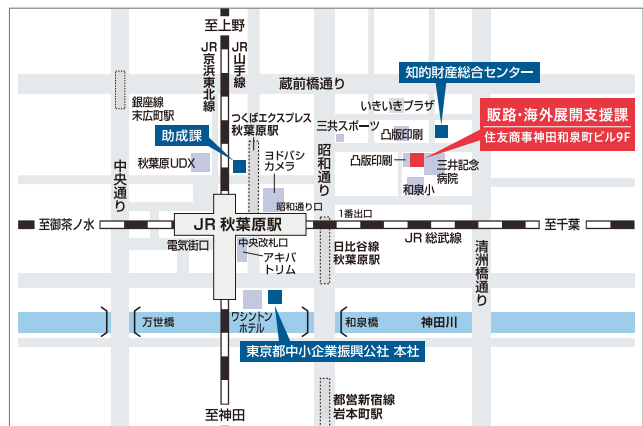 至上野
JR京浜東北線
JR山手線
蔵前橋通り
知的財産総合センター
銀座線
末広町駅
つくばエクスプレス
秋葉原駅
いきいきプラザ
三共スポーツ
凸版印刷
販路・海外展開支援課
住友商事神田和泉町ビル9F
助成課
秋葉原UDX
ヨドバシ
カメラ
昭和通り
凸版印刷
三井記念
病院
和泉小
中央通り
昭和通り口
1番出口
至御茶ノ水
JR 秋葉原駅
至千葉
JR 総武線
電気街口
中央改札口
アキバ
トリム
日比谷線
秋葉原駅
清洲橋通り
万世橋
ワシントン
ホテル
和泉橋
神田川
東京都中小企業振興公社 本社
都営新宿線
岩本町駅
至神田